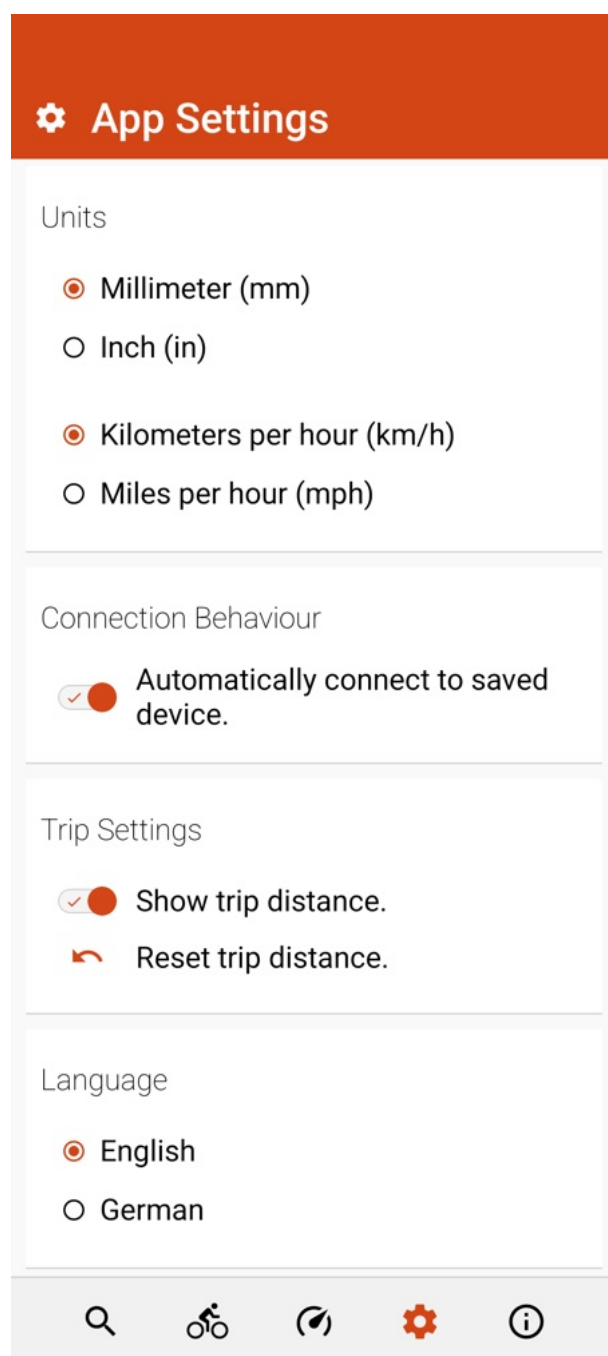 App Settings
Units
Millimeter (mm)
Inch (in)
Kilometers per hour (km/h)
Miles per hour (mph)
Connection Behaviour
Automatically connect to saved
device.
Trip Settings
Show trip distance.
Reset trip distance.
Language
English
German